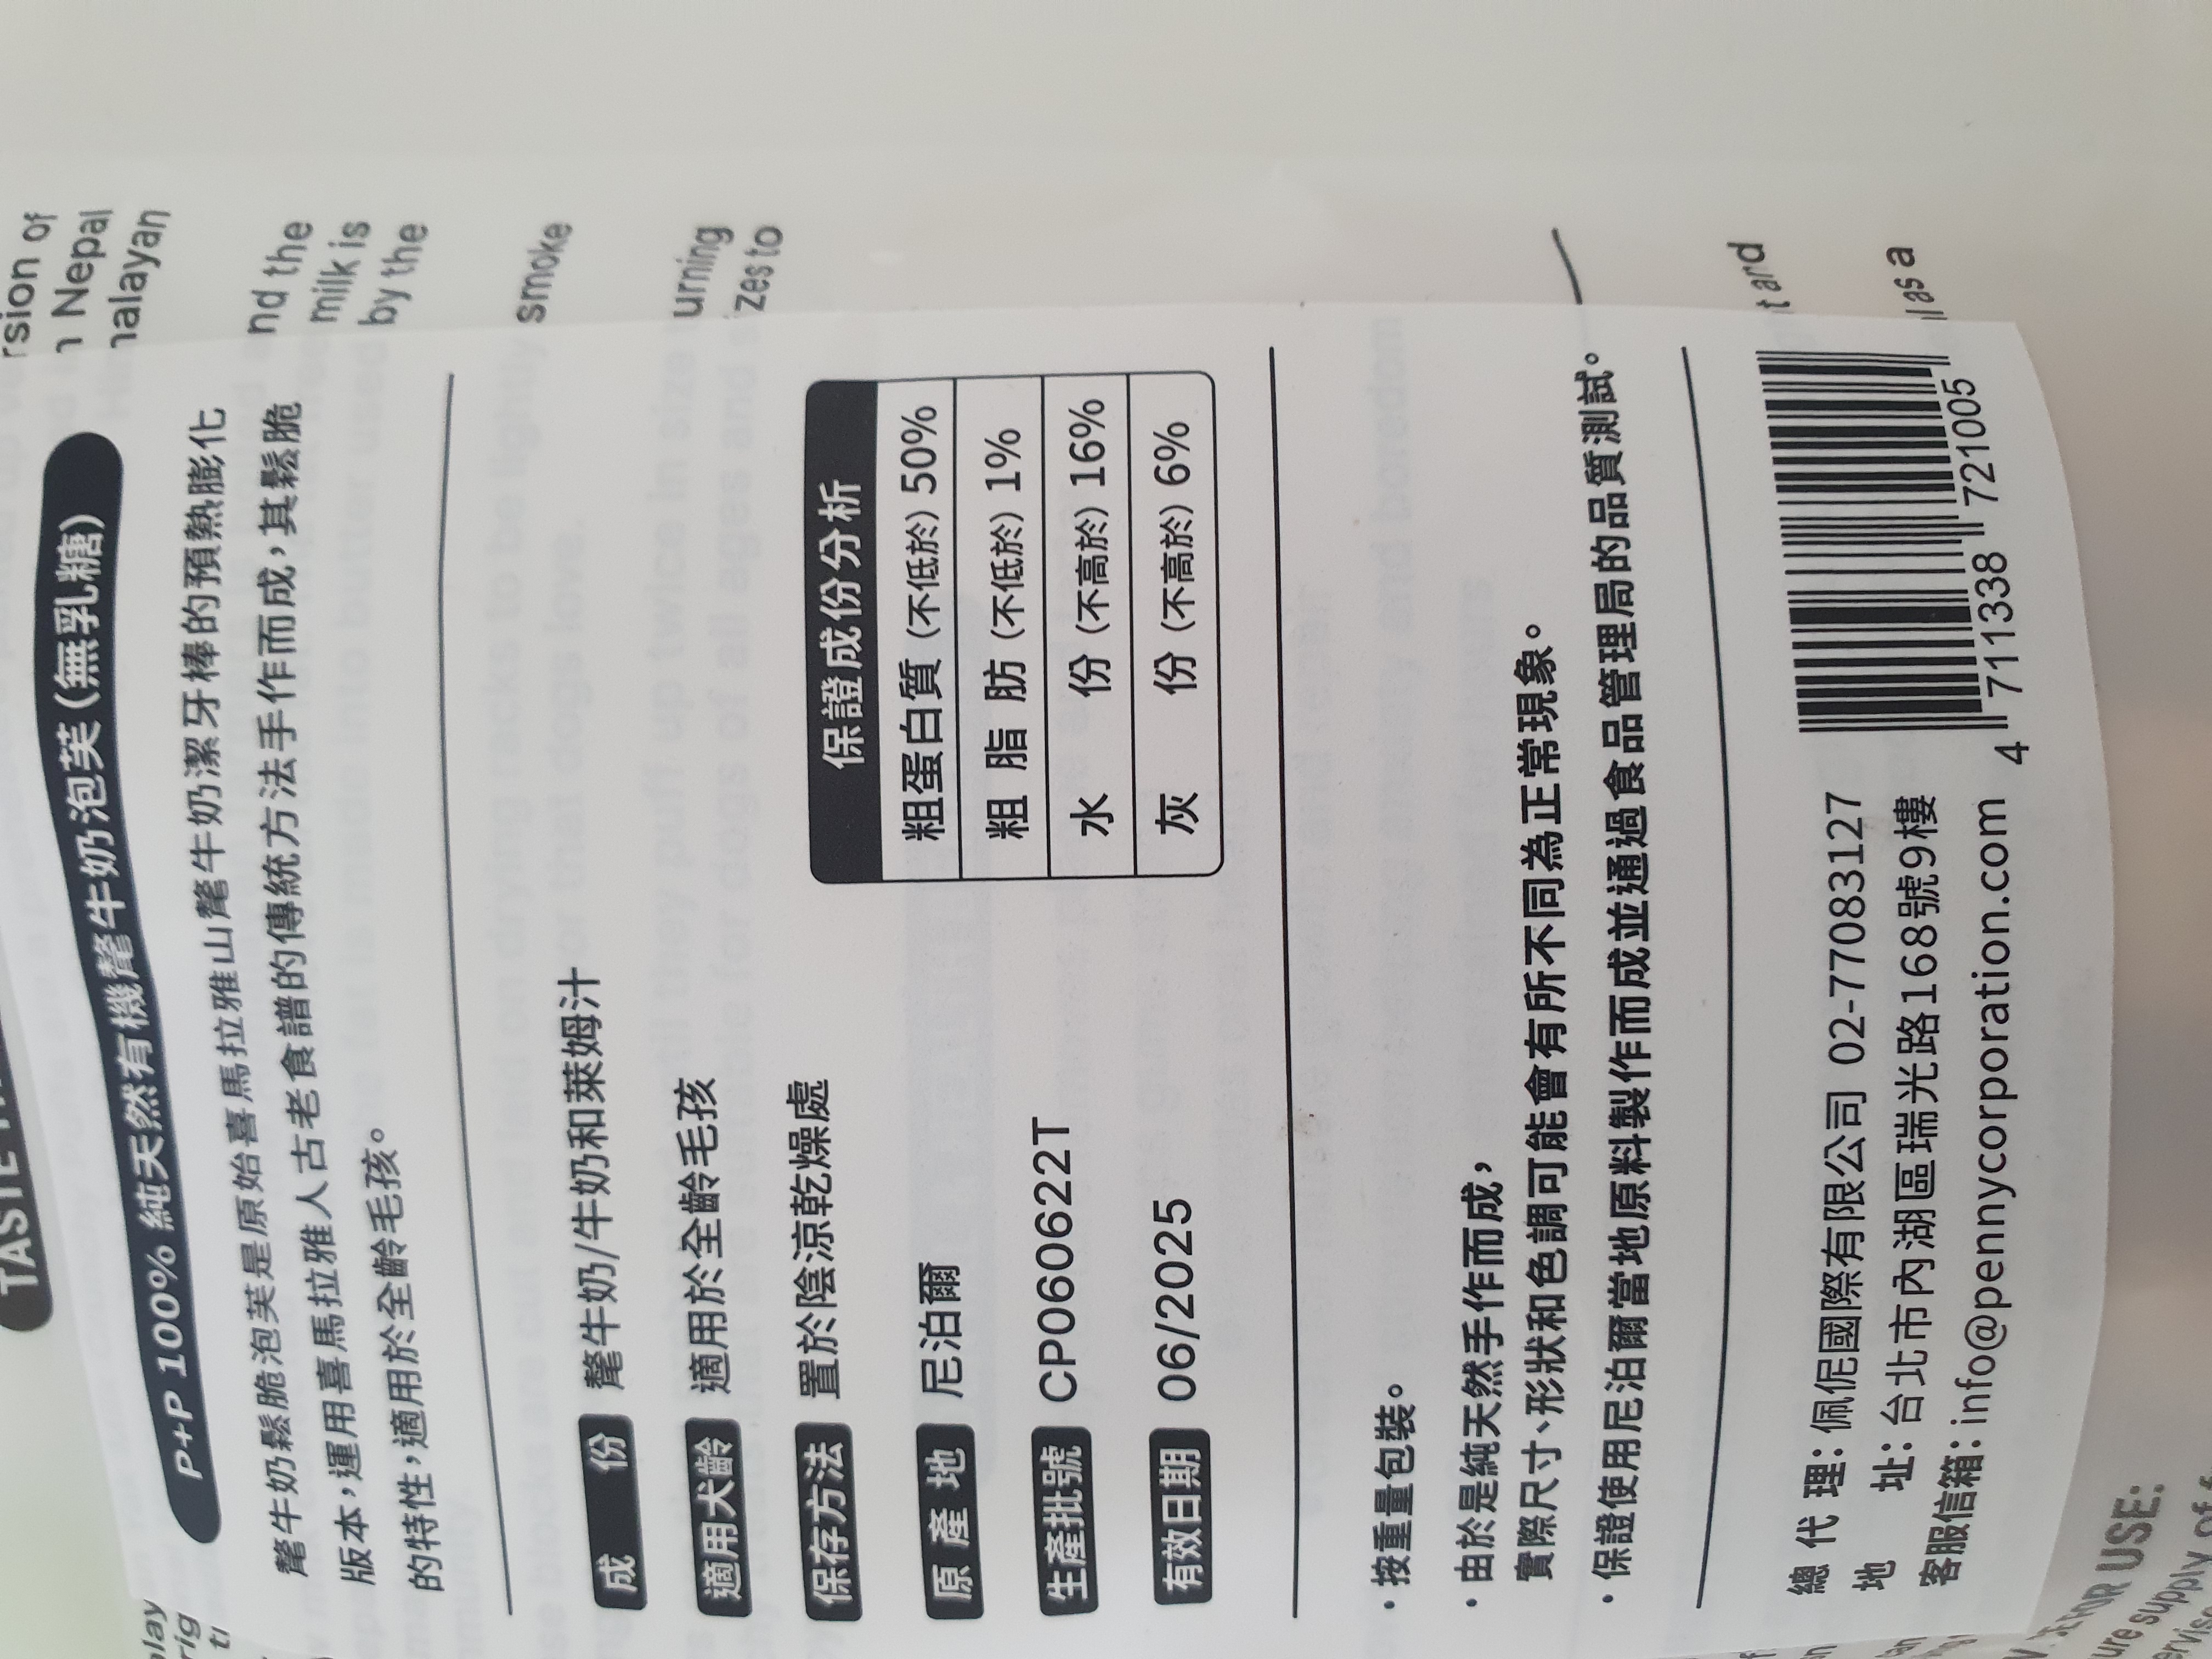 rsion of
Nepal
malayan
nd the
milk is
by the
smoke
urning
zes to
P+P 100% 純天然有機氂牛奶泡芙(無乳糖)
氂牛奶鬆脆泡芙是原始喜馬拉雅山氂牛奶潔牙棒的預熱膨化
版本，運用喜馬拉雅人古老食譜的傳統方法手作而成，其鬆脆
的特性，適用於全齡毛孩。
成 份 氂牛奶/牛奶和萊姆汁
適用犬齡 適用於全齡毛孩
保存方法 置於陰涼乾燥處
原 產 地 尼泊爾
生產批號 CP060622T
有效日期 06/2025
保證成份分析
粗蛋白質 (不低於) 50%
粗 脂 肪 (不低於) 1%
水 份 (不高於) 16%
灰 份 (不高於) 6%
・按重量包裝。
・由於是純天然手作而成，
實際尺寸、形狀和色調可能會有所不同為正常現象。
・保證使用尼泊爾當地原料製作而成並通過食品管理局的品質測試。
總 代 理：佩伲國際有限公司 02-77083127
地 址：台北市內湖區瑞光路168號9樓
客服信箱：info@pennycorporation.com
4 711338 721005
FOR USE:
ure supply of